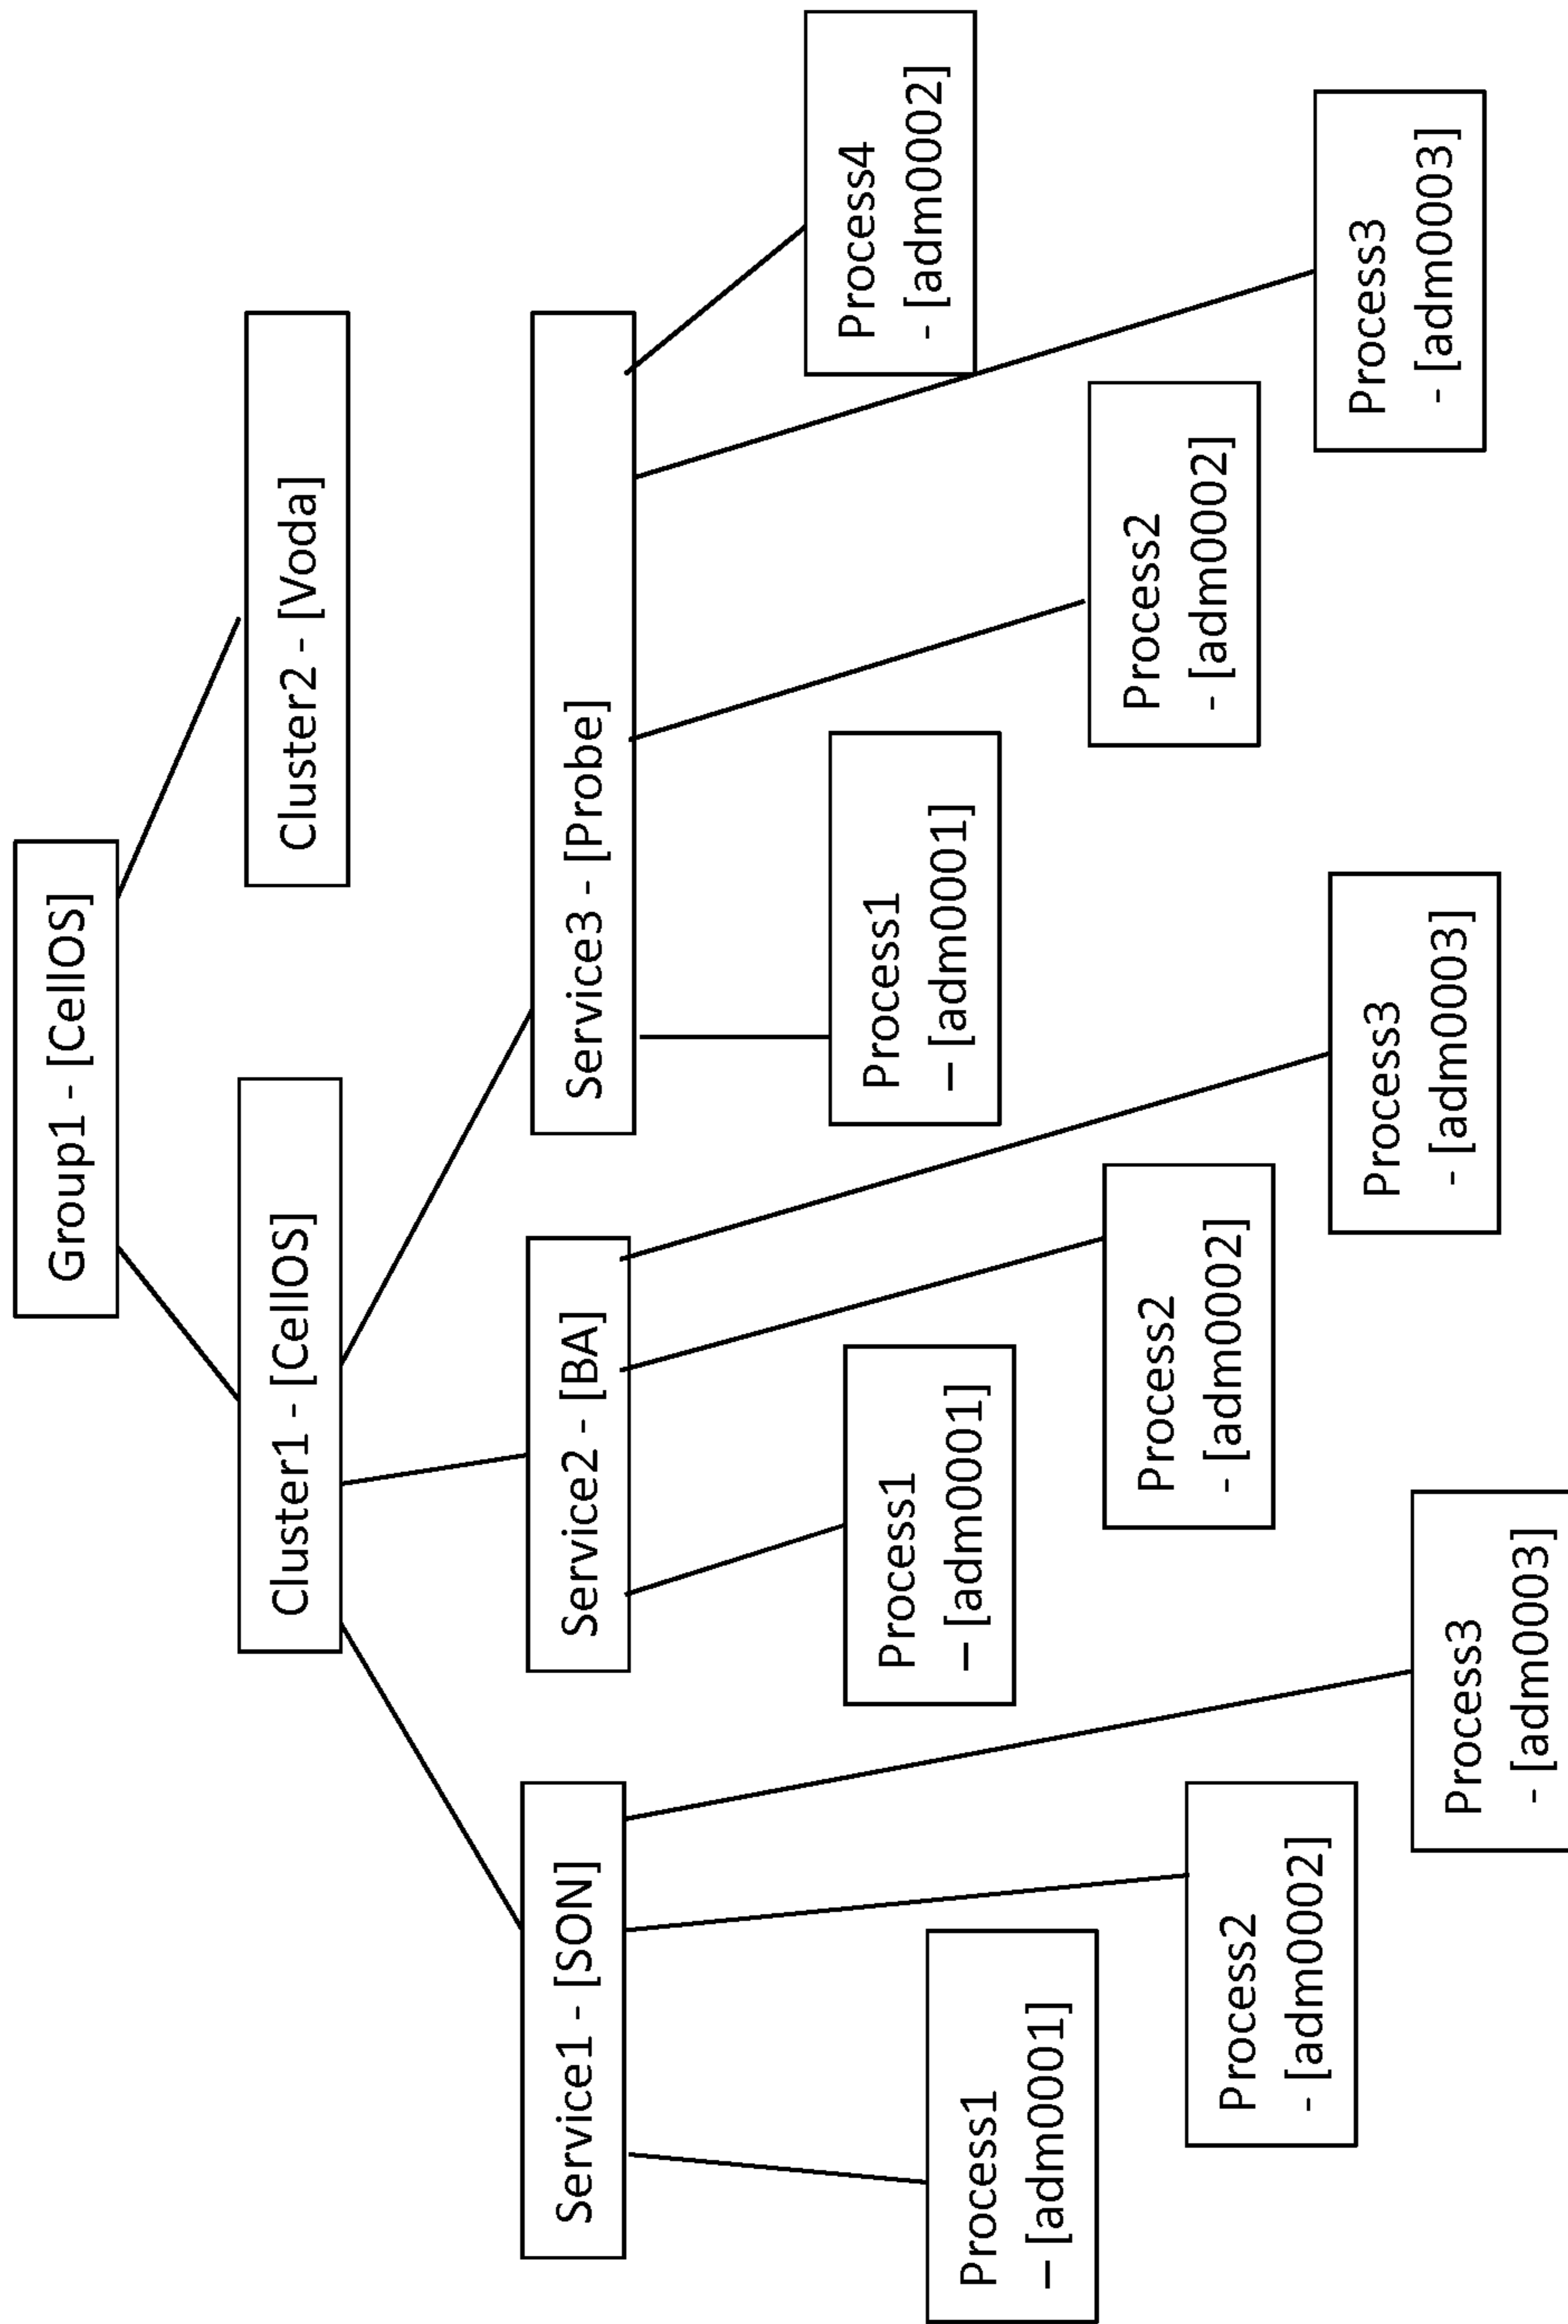 Group1 - [CellOS]
Cluster1 - [CellOS]
Cluster2 - [Voda]
Service1 - [SON]
Service2 - [BA]
Service3 - [Probe]
Process1
– [adm0001]
Process2
- [adm0002]
Process3
- [adm0003]
Process1
– [adm0001]
Process2
- [adm0002]
Process3
- [adm0003]
Process1
– [adm0001]
Process2
- [adm0002]
Process3
- [adm0003]
Process4
- [adm0002]